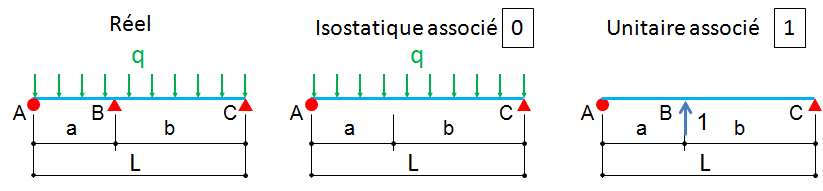 Réel
q
A
B
C
a
b
L
Isostatique associé 0
q
A
C
a
b
L
Unitaire associé 1
A
B
1
C
a
b
L